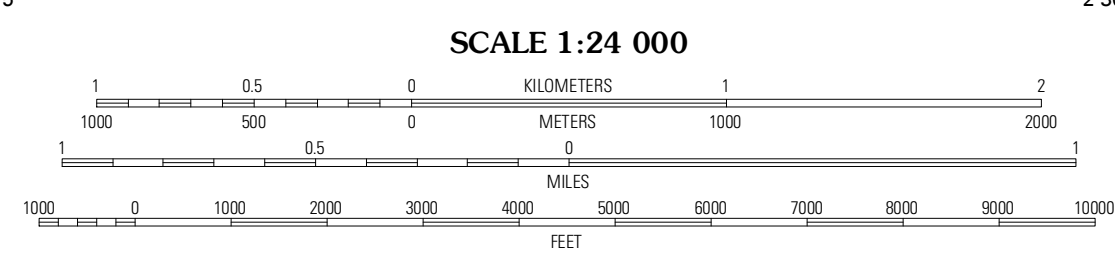 SCALE 1:24 000
1 0.5 0 KILOMETERS 1 2
1000 500 0 METERS 1000 2000
1 0.5 0 1
MILES
1000 0 1000 2000 3000 4000 5000 6000 7000 8000 9000 10000
FEET